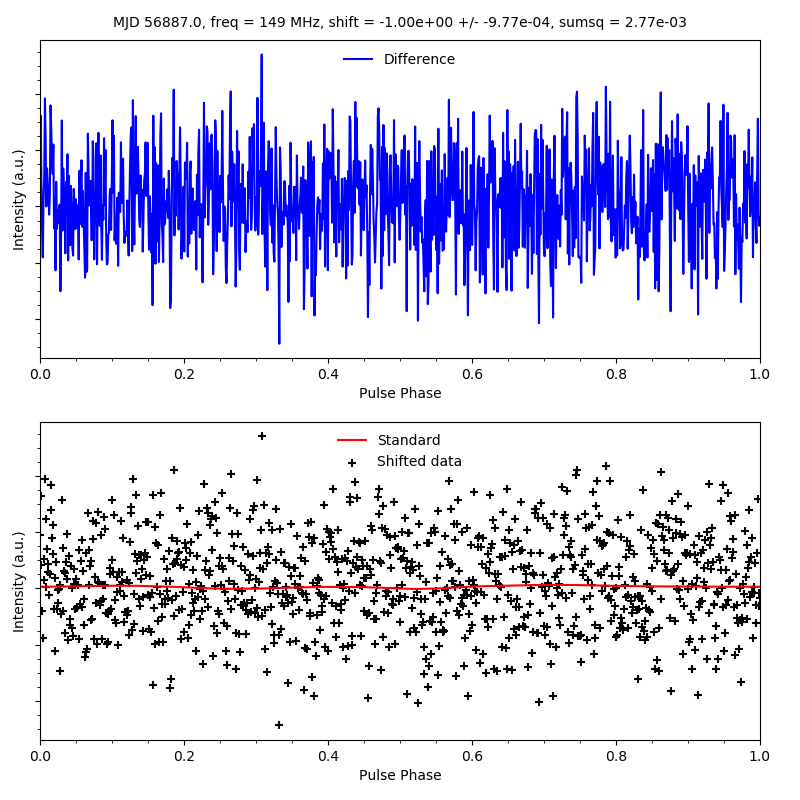 MJD 56887.0, freq = 149 MHz, shift = -1.00e+00 +/- -9.77e-04, sumsq = 2.77e-03
Difference
Intensity (a.u.)
0.0 0.2 0.4 0.6 0.8 1.0
Pulse Phase
Standard
Shifted data
Intensity (a.u.)
0.0 0.2 0.4 0.6 0.8 1.0
Pulse Phase